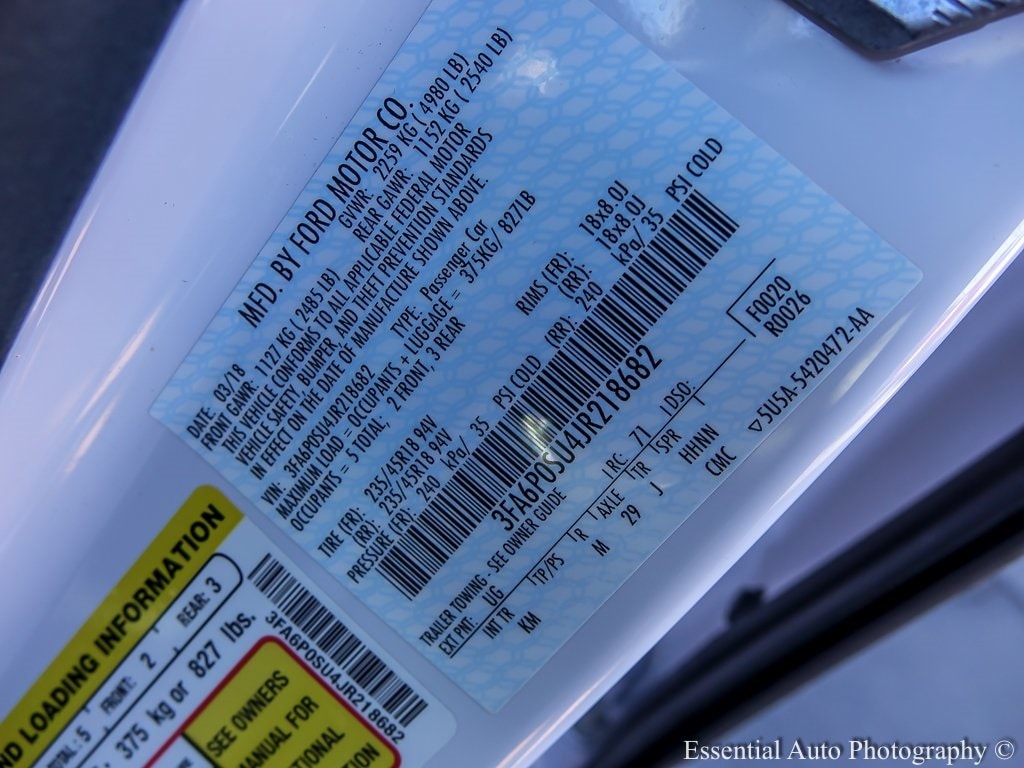 MFD. BY FORD MOTOR CO.
DATE: 02/18 GVWR: 2259 KG ( 4980 LB)
FRONT GAWR: 1127 KG ( 2485 LB) REAR GAWR: 1152 KG ( 2540 LB)
THIS VEHICLE CONFORMS TO ALL APPLICABLE FEDERAL MOTOR
VEHICLE SAFETY, BUMPER, AND THEFT PREVENTION STANDARDS
IN EFFECT ON THE DATE OF MANUFACTURE SHOWN ABOVE.
VIN: 3FA6P0SU4JR218682 TYPE: Passenger Car
MAXIMUM LOAD = OCCUPANTS + LUGGAGE = 375KG/ 827LB
OCCUPANTS = 5 TOTAL, 2 FRONT, 3 REAR
TIRE (FR): 235/45R18 94V RIMS (FR): 18x8.0J
(RR): 235/45R18 94V (RR): 18x8.0J
PRESSURE (FR): 240 kPa/ 35 PSI COLD (RR): 240 kPa/ 35 PSI COLD
3FA6P0SU4JR218682
TRAILER TOWING - SEE OWNER GUIDE
EXT PNT: UG RC: 71 DSO: F0020
INT TR TP/PS R AXLE TR SPR R0026
KM M 29 J HHNN
CMC ▽5U5A-5420472-AA
ND LOADING INFORMATION
OTAL: 5 FRONT: 2 REAR: 3
375 kg or 827 lbs.
3FA6P0SU4JR218682
SEE OWNERS
MANUAL FOR
TIONAL
TION
Essential Auto Photography ©